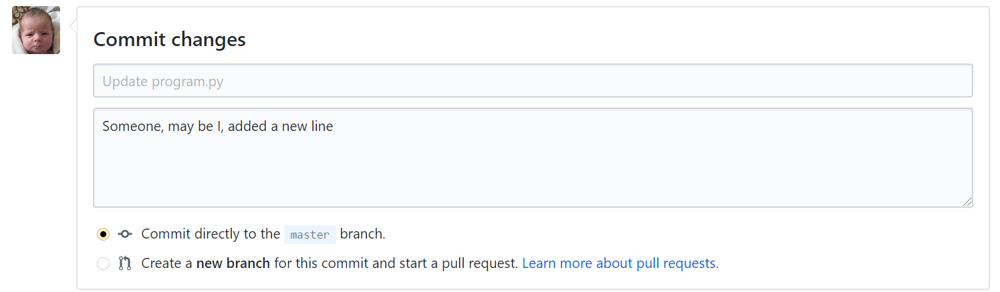 Commit changes
Update program.py
Someone, may be I, added a new line
Commit directly to the master branch.
Create a new branch for this commit and start a pull request. Learn more about pull requests.